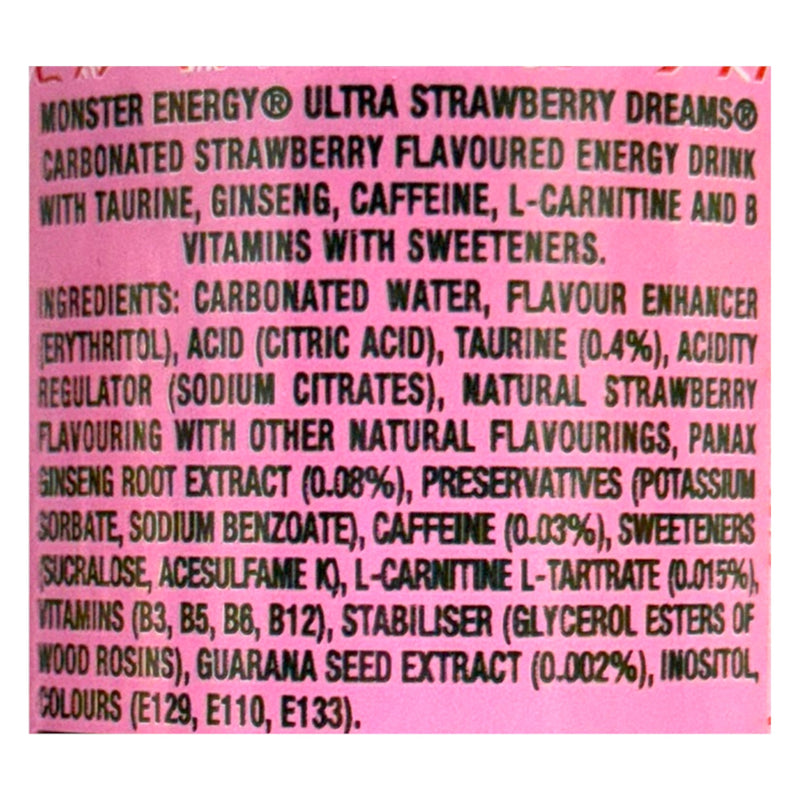 MONSTER ENERGY® ULTRA STRAWBERRY DREAMS®
CARBONATED STRAWBERRY FLAVOURED ENERGY DRINK
WITH TAURINE, GINSENG, CAFFEINE, L-CARNITINE AND B
VITAMINS WITH SWEETENERS.
INGREDIENTS: CARBONATED WATER, FLAVOUR ENHANCER
(ERYTHRITOL), ACID (CITRIC ACID), TAURINE (0.4%), ACIDITY
REGULATOR (SODIUM CITRATES), NATURAL STRAWBERRY
FLAVOURING WITH OTHER NATURAL FLAVOURINGS, PANAX
GINSENG ROOT EXTRACT (0.08%), PRESERVATIVES (POTASSIUM
SORBATE, SODIUM BENZOATE), CAFFEINE (0.03%), SWEETENERS
(SUCRALOSE, ACESULFAME K), L-CARNITINE L-TARTRATE (0.015%),
VITAMINS (B3, B5, B6, B12), STABILISER (GLYCEROL ESTERS OF
WOOD ROSINS), GUARANA SEED EXTRACT (0.002%), INOSITOL,
COLOURS (E129, E110, E133).